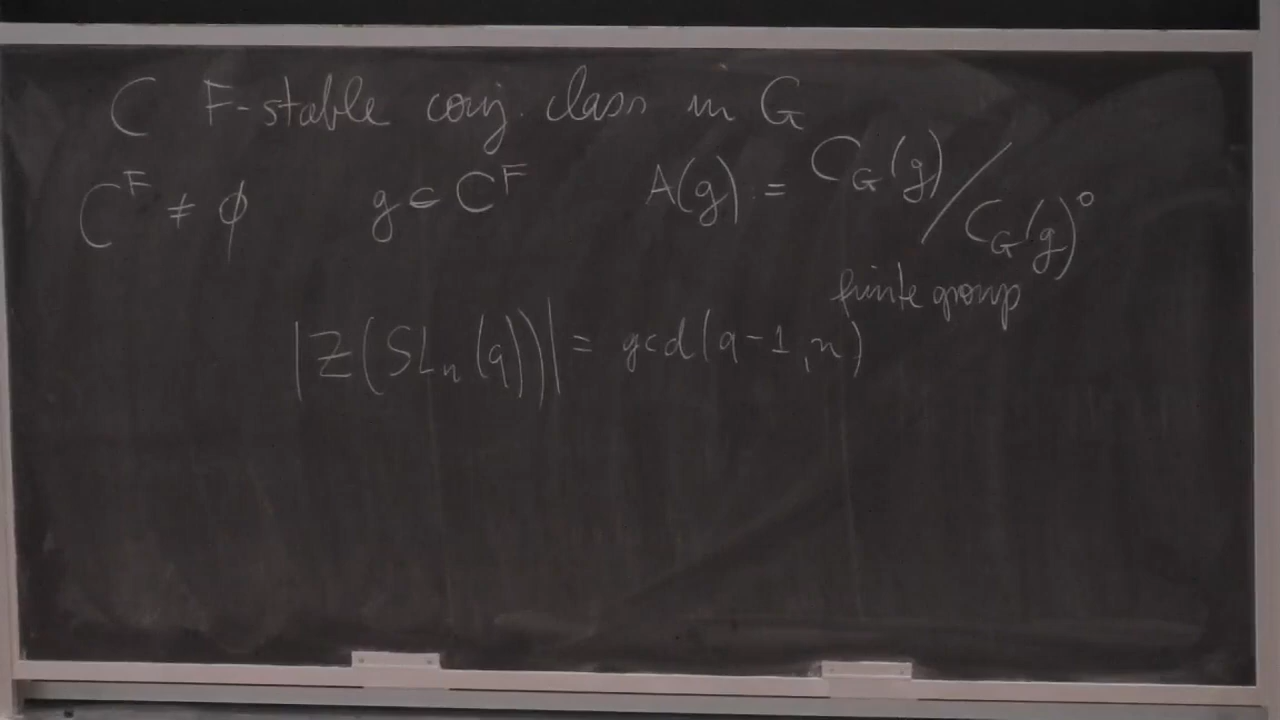 C F-stable conj. class in G
C^F ≠ ∅ g ∈ C^F A(g) := C_G(g) / C_G(g)°
finite group
|Z(SL_n(q))| = gcd(q-1, n)